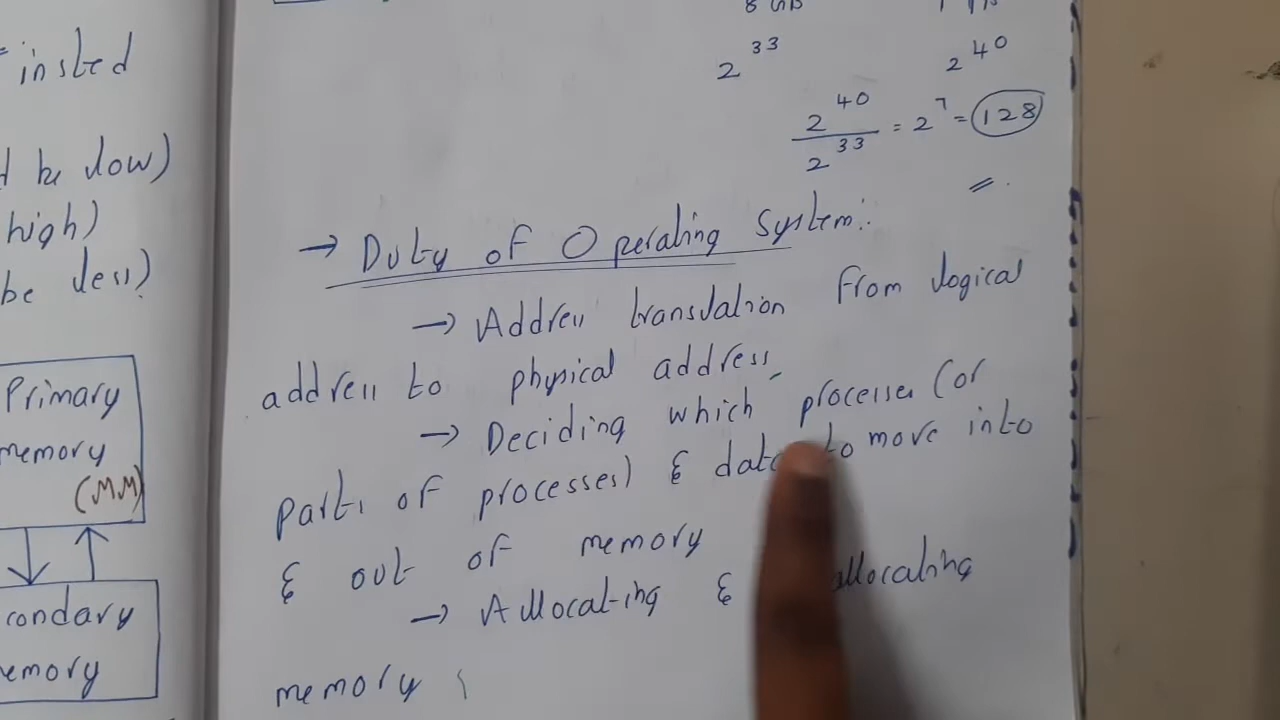 insted
be low)
high)
be less)
Primary
memory
(MM)
condary
emory
2^33
2^40
2^40 / 2^33 = 2^7 = 128
→ Duty of Operating System:
→ Address translation from logical
address to physical address
→ Deciding which processes (or
parts of processes) & data to move into
& out of memory
→ Allocating & allocating
memory